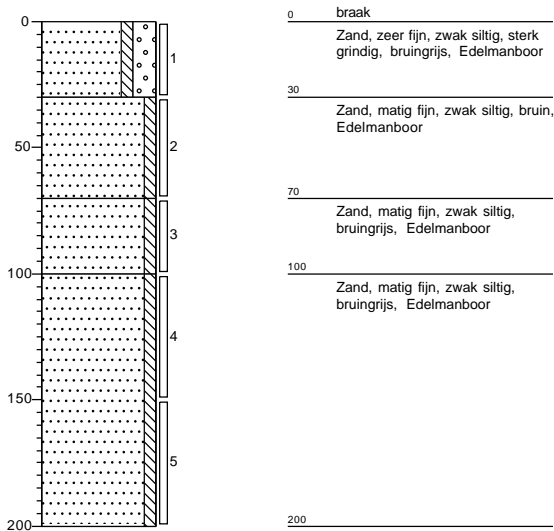 0
50
100
150
200
1
2
3
4
5
0
braak
Zand, zeer fijn, zwak siltig, sterk
grindig, bruingrijs, Edelmanboor
30
Zand, matig fijn, zwak siltig, bruin,
Edelmanboor
70
Zand, matig fijn, zwak siltig,
bruingrijs, Edelmanboor
100
Zand, matig fijn, zwak siltig,
bruingrijs, Edelmanboor
200